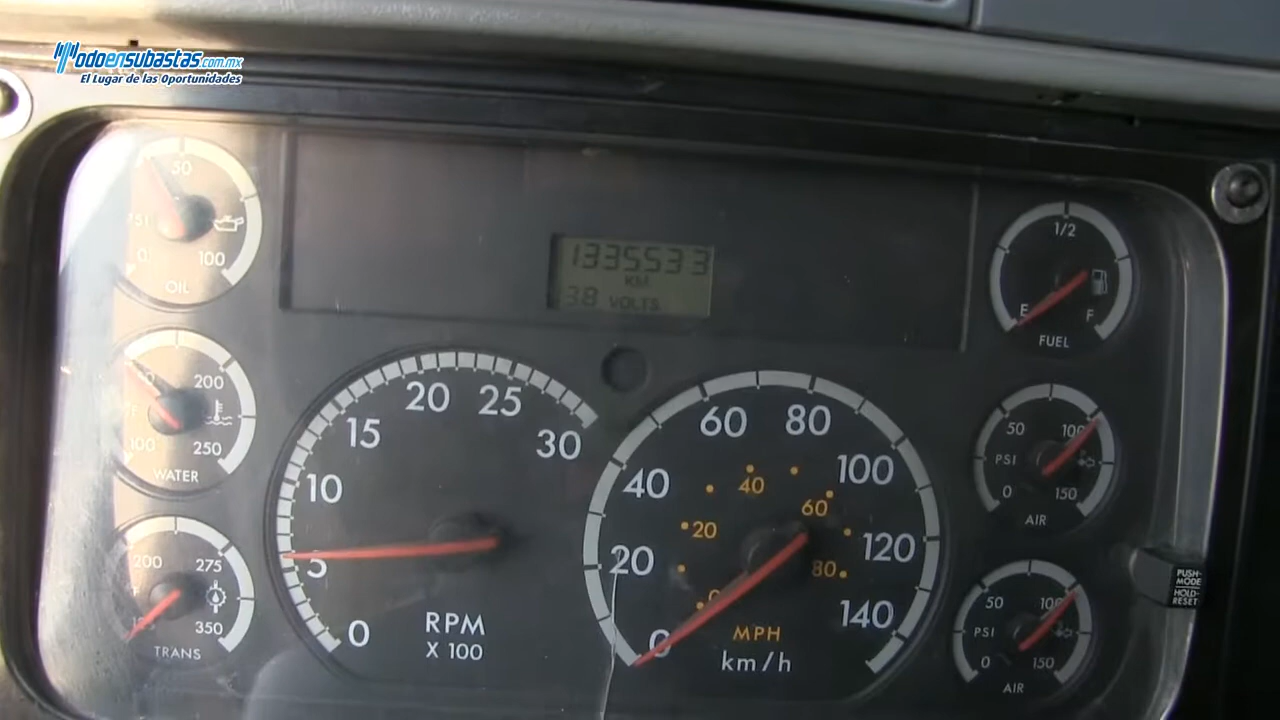 Modoensubastas.com.mx
El Lugar de las Oportunidades
50
0
100
OIL
200
100
250
WATER
200
275
350
TRANS
1335533
KM
VOLTS
0
5
10
15
20
25
30
RPM
X 100
0
20
40
60
80
100
120
140
0
20
40
60
80
MPH
km/h
1/2
E
F
FUEL
50
100
PSI
0
150
AIR
50
100
PSI
0
150
AIR
PUSH-
MODE
HOLD-
RESET